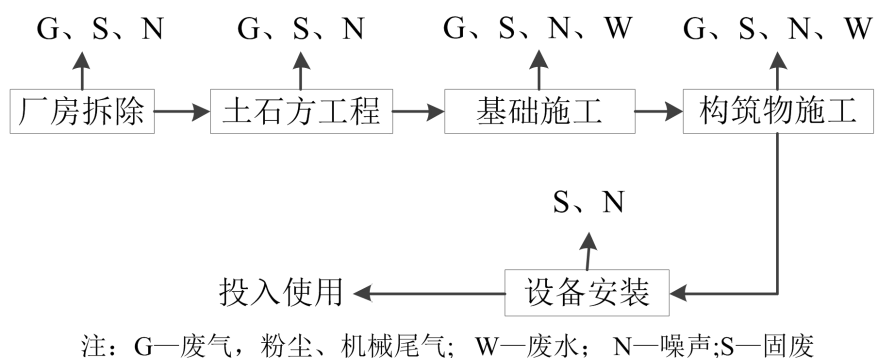 G、S、N G、S、N G、S、N、W G、S、N、W
厂房拆除 土石方工程 基础施工 构筑物施工
S、N
投入使用 设备安装
注：G—废气，粉尘、机械尾气；W—废水； N—噪声;S—固废